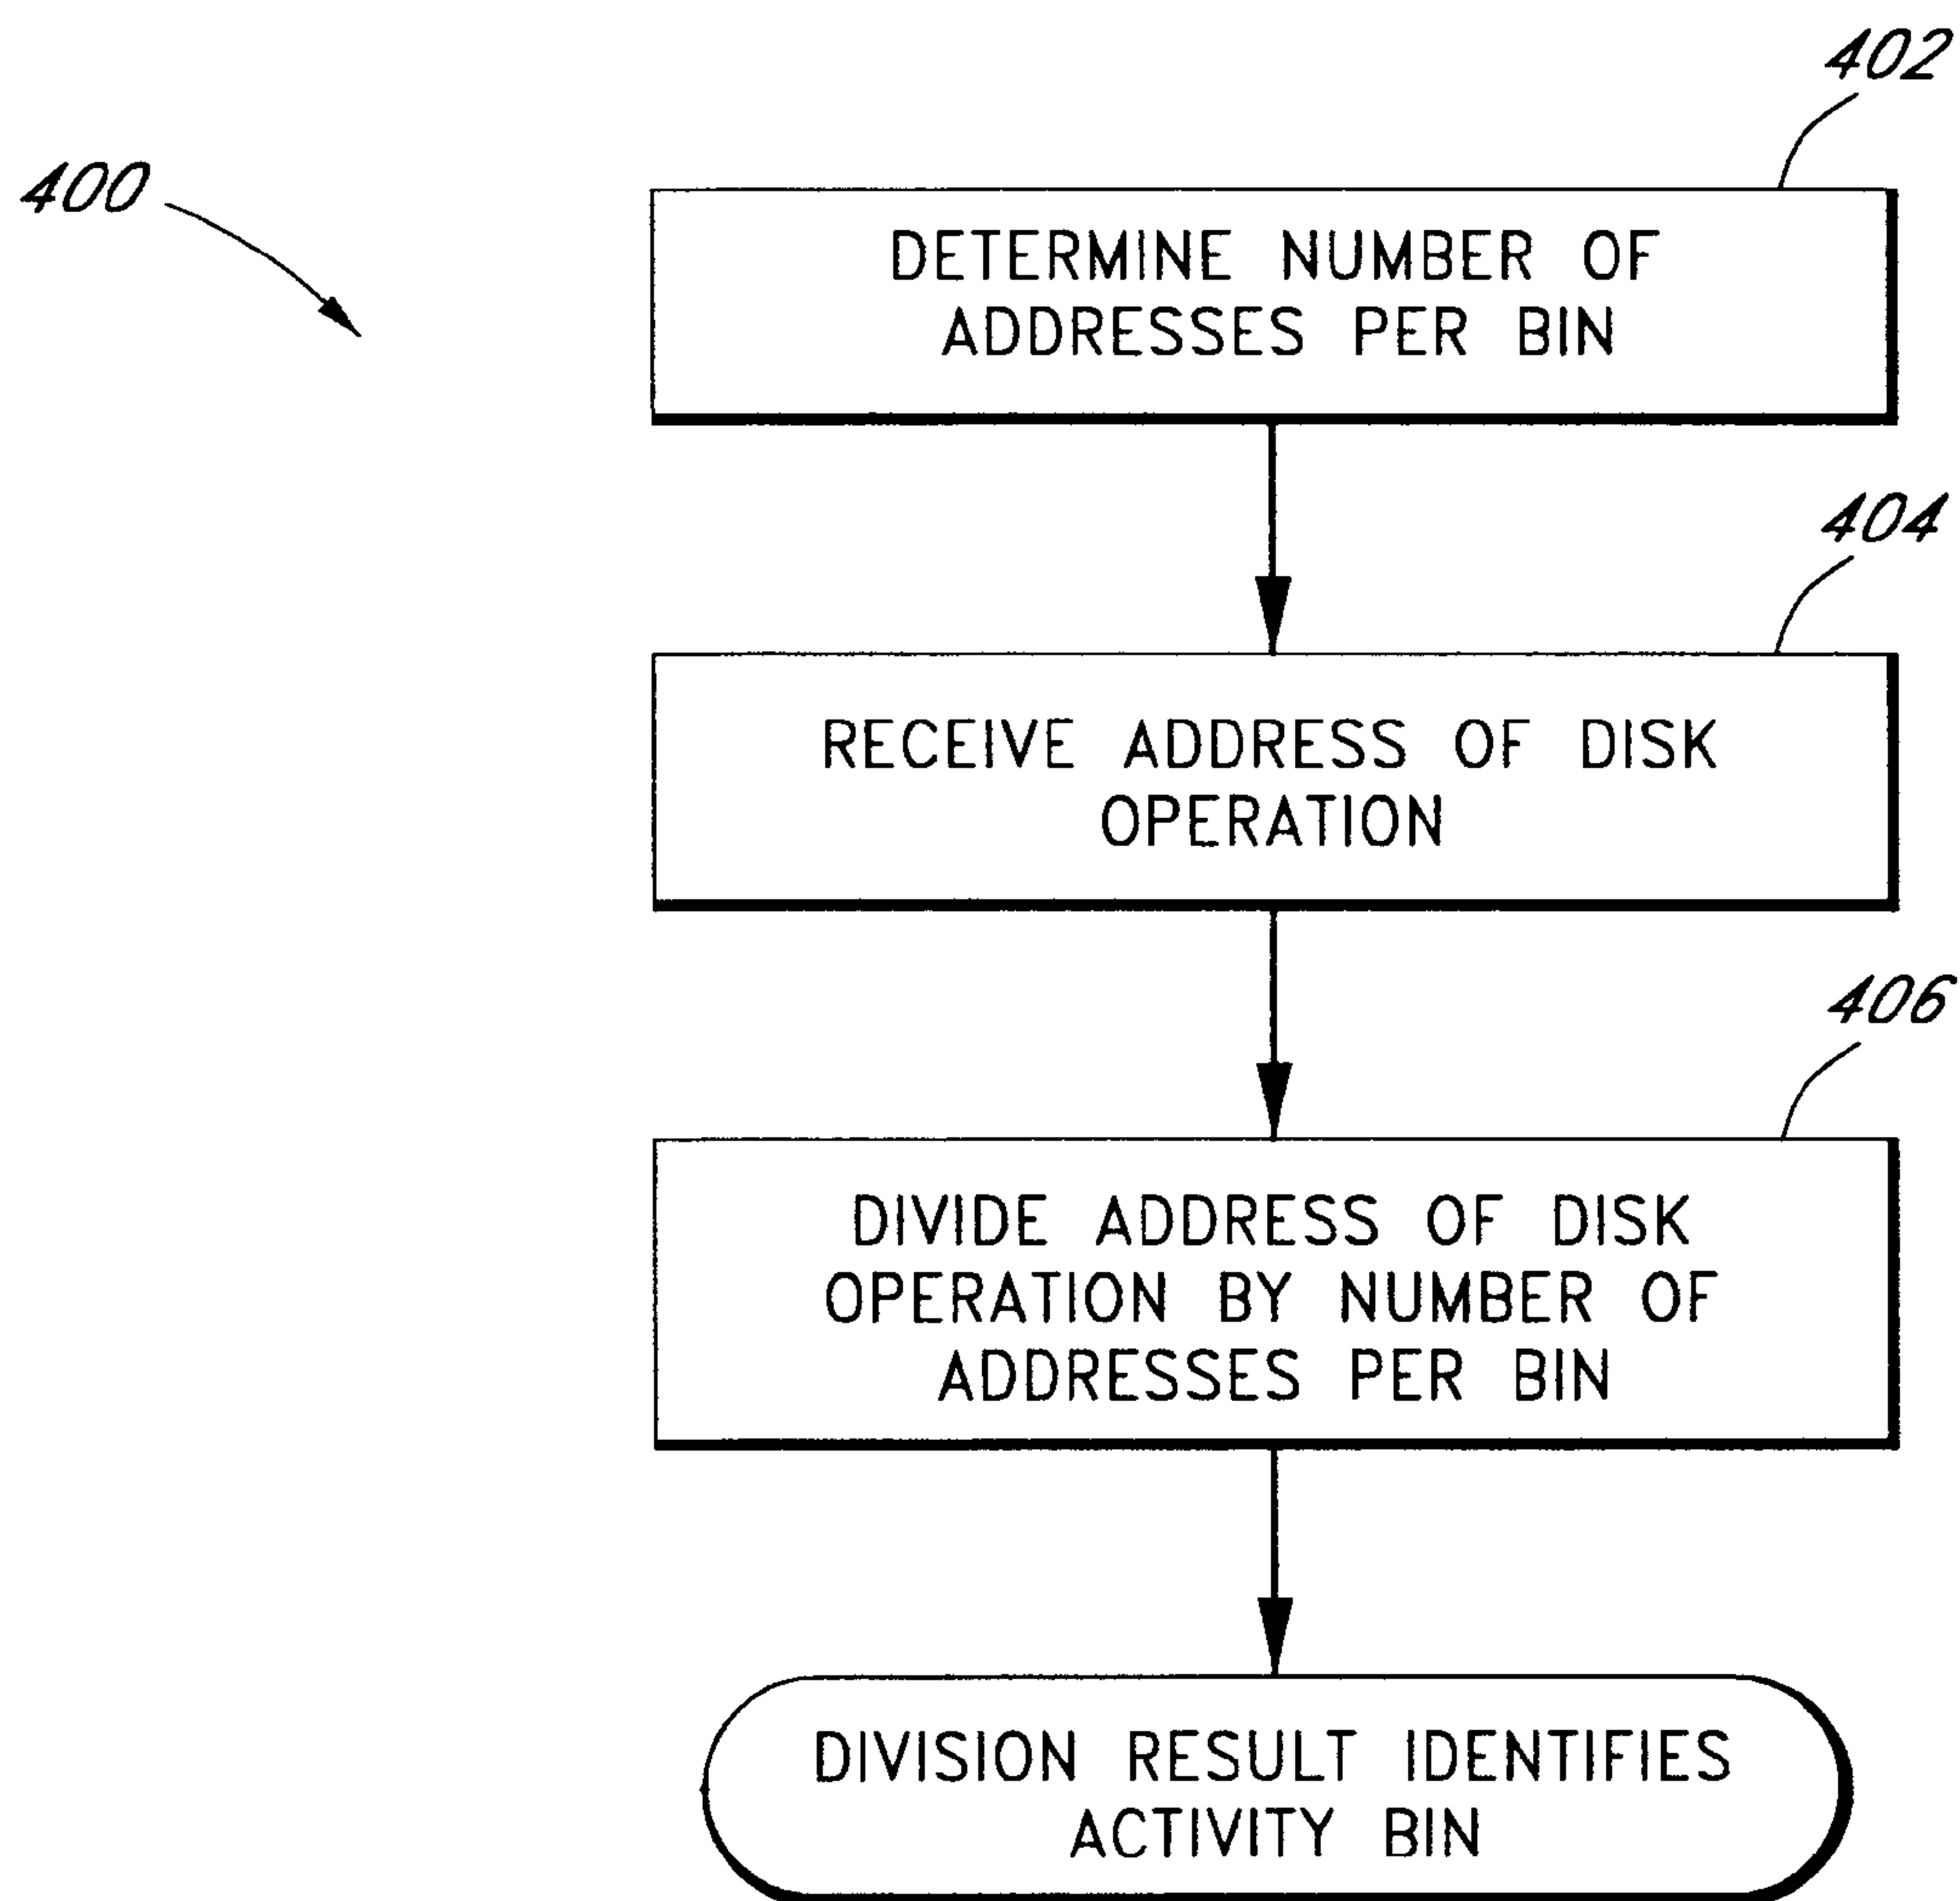 402
400
DETERMINE NUMBER OF
ADDRESSES PER BIN
404
RECEIVE ADDRESS OF DISK
OPERATION
406
DIVIDE ADDRESS OF DISK
OPERATION BY NUMBER OF
ADDRESSES PER BIN
DIVISION RESULT IDENTIFIES
ACTIVITY BIN